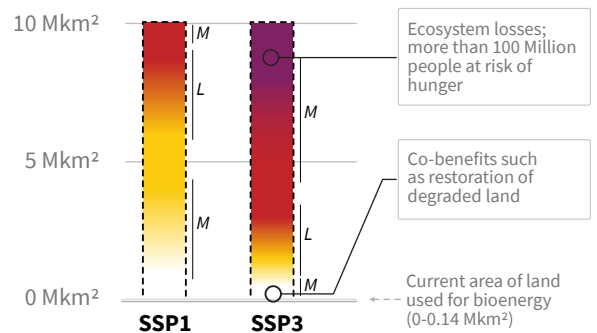 10 Mkm²
5 Mkm²
0 Mkm²
M
L
M
M
L
M
SSP1
SSP3
Ecosystem losses;
more than 100 Million
people at risk of
hunger
Co-benefits such
as restoration of
degraded land
Current area of land
used for bioenergy
(0-0.14 Mkm²)